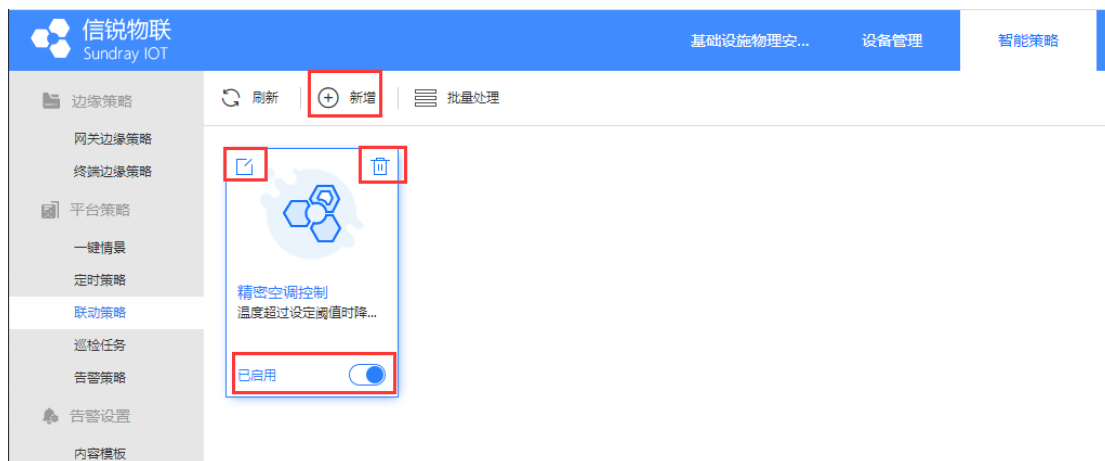 信锐物联
Sundray IOT
基础设施物理安...
设备管理
智能策略
边缘策略
网关边缘策略
终端边缘策略
平台策略
一键情景
定时策略
联动策略
巡检任务
告警策略
告警设置
内容模板
刷新
新增
批量处理
精密空调控制
温度超过设定阈值时降...
已启用